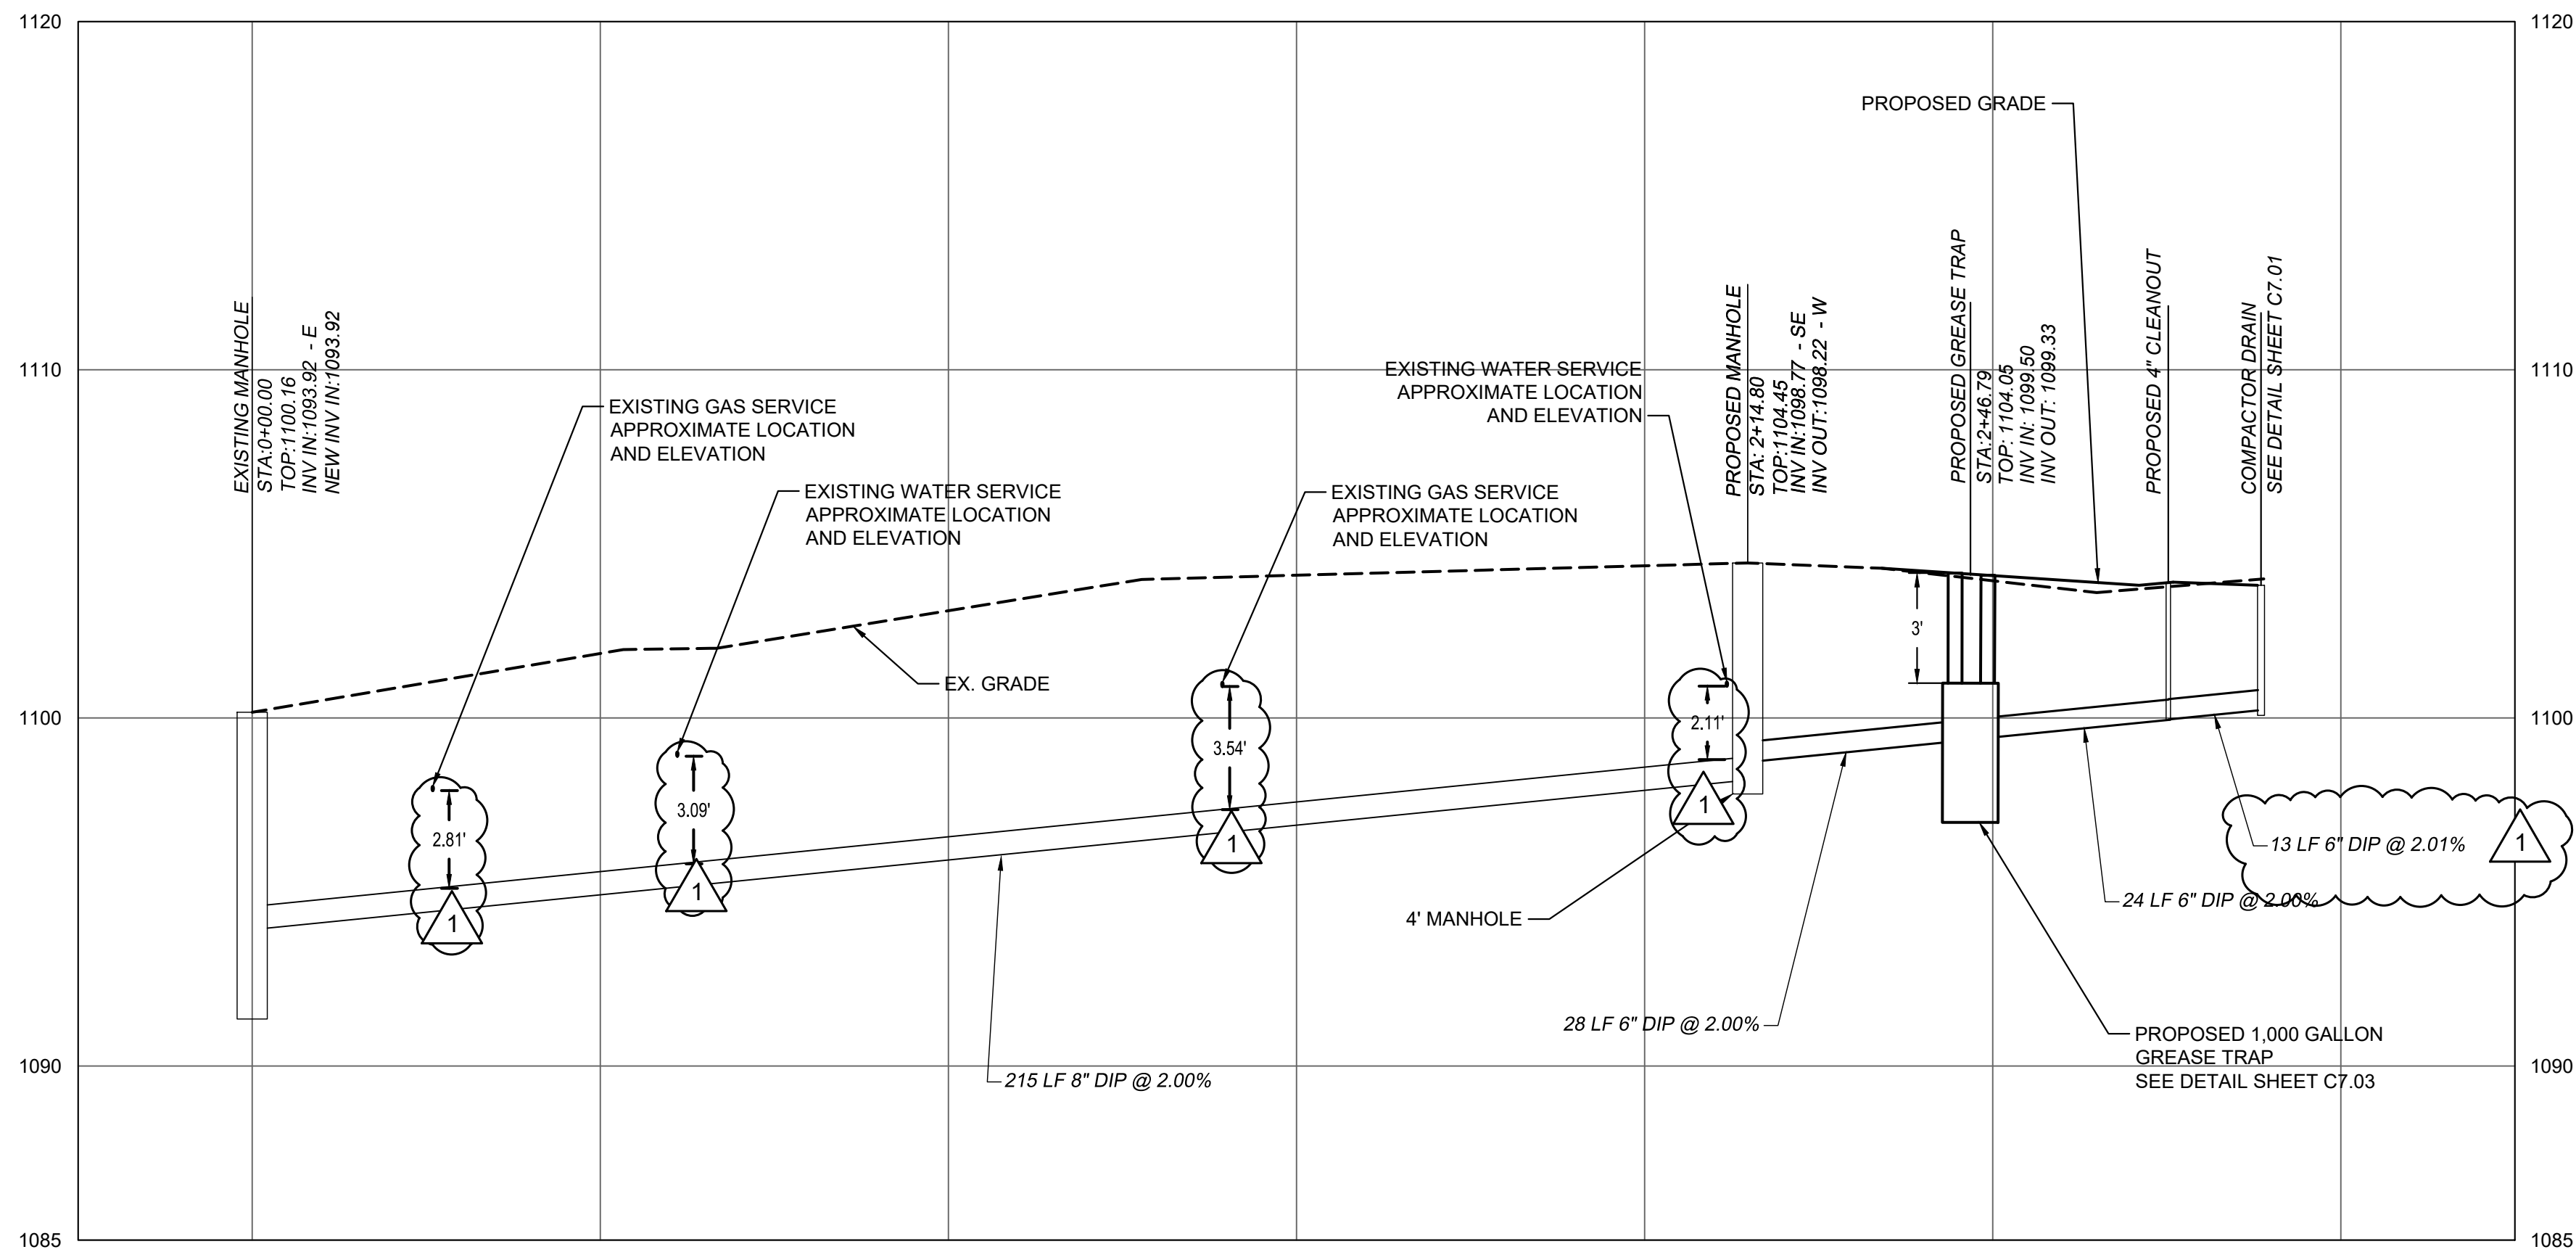 1120
1120
PROPOSED GRADE
EXISTING MANHOLE
STA:0+00.00
TOP:1100.16
INV IN:1093.92 - E
NEW INV IN:1093.92
PROPOSED MANHOLE
STA: 2+14.80
TOP:1104.45
INV IN:1098.77 - SE
INV OUT:1098.22 - W
PROPOSED GREASE TRAP
STA:2+46.79
TOP: 1104.05
INV IN: 1099.50
INV OUT: 1099.33
PROPOSED 4" CLEANOUT
COMPACTOR DRAIN
SEE DETAIL SHEET C7.01
1110
1110
EXISTING WATER SERVICE
APPROXIMATE LOCATION
AND ELEVATION
EXISTING GAS SERVICE
APPROXIMATE LOCATION
AND ELEVATION
EXISTING WATER SERVICE
APPROXIMATE LOCATION
AND ELEVATION
EXISTING GAS SERVICE
APPROXIMATE LOCATION
AND ELEVATION
3'
EX. GRADE
1100
1100
2.11'
3.54'
3.09'
2.81'
1
1
1
1
1
13 LF 6" DIP @ 2.01%
24 LF 6" DIP @ 2.00%
4' MANHOLE
28 LF 6" DIP @ 2.00%
PROPOSED 1,000 GALLON
GREASE TRAP
SEE DETAIL SHEET C7.03
1090
1090
215 LF 8" DIP @ 2.00%
1085
1085